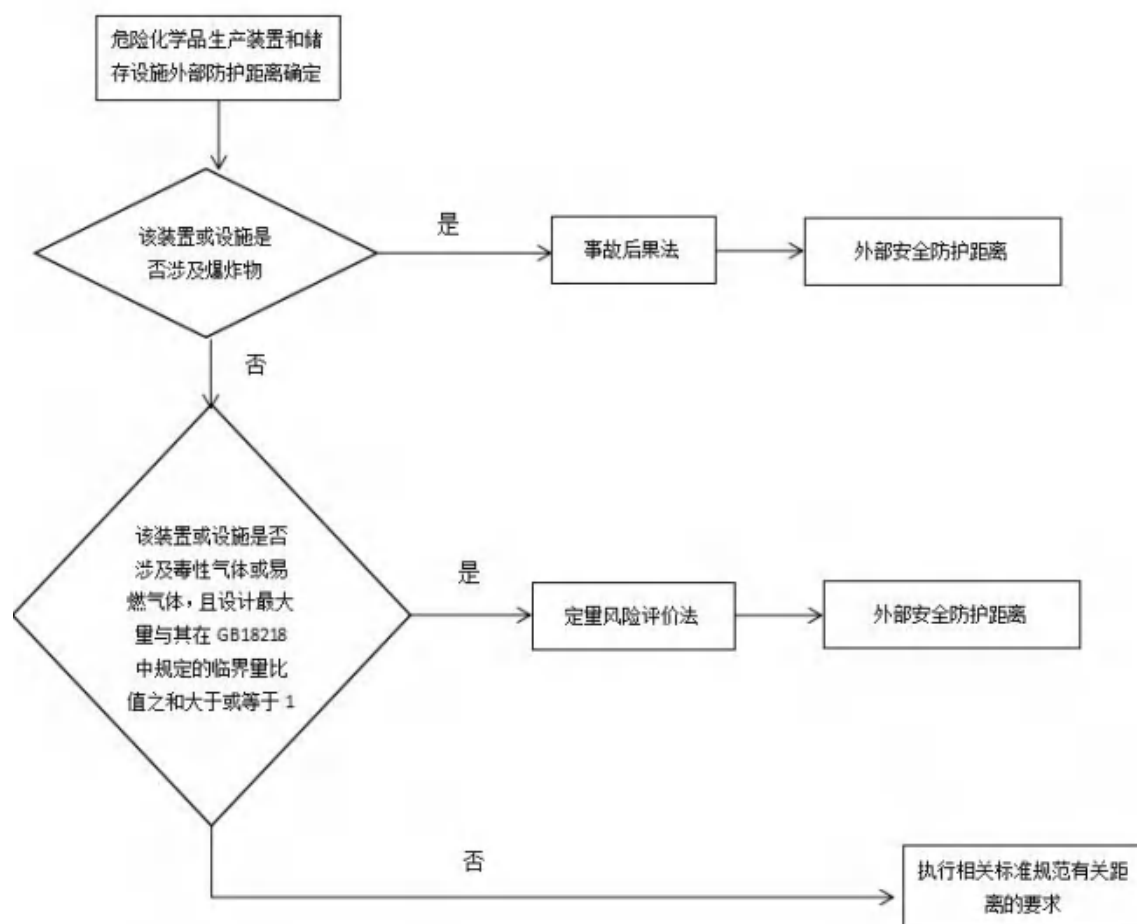 危险化学品生产装置和储
存设施外部防护距离确定
该装置或设施是
否涉及爆炸物
是
事故后果法
外部安全防护距离
否
该装置或设施是否
涉及毒性气体或易
燃气体，且设计最大
量与其在 GB18218
中规定的临界量比
值之和大于或等于 1
是
定量风险评价法
外部安全防护距离
否
执行相关标准规范有关距
离的要求